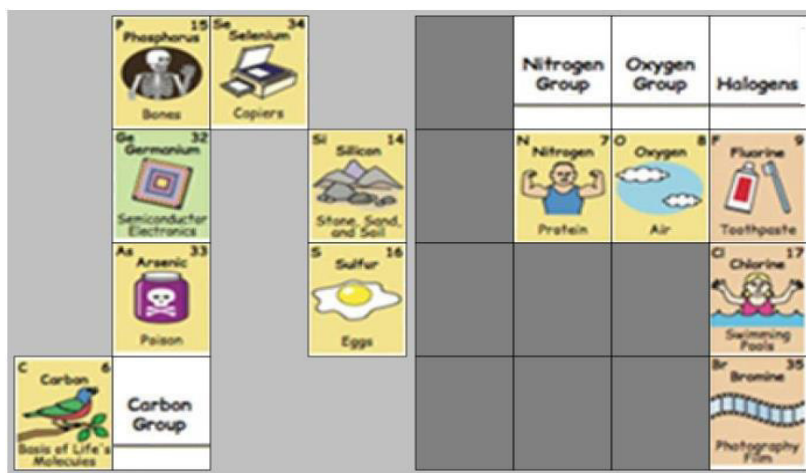 P 15
Phosphorus
Bones
Se 34
Selenium
Copiers
Nitrogen
Group
Oxygen
Group
Halogens
Ge 32
Germanium
Semiconductor
Electronics
Si 14
Silicon
Stone, Sand,
and Soil
N 7
Nitrogen
Protein
O 8
Oxygen
Air
F 9
Fluorine
Toothpaste
As 33
Arsenic
Poison
S 16
Sulfur
Eggs
Cl 17
Chlorine
Swimming
Pools
C 6
Carbon
Basis of Life's
Molecules
Carbon
Group
Br 35
Bromine
Photography
Film